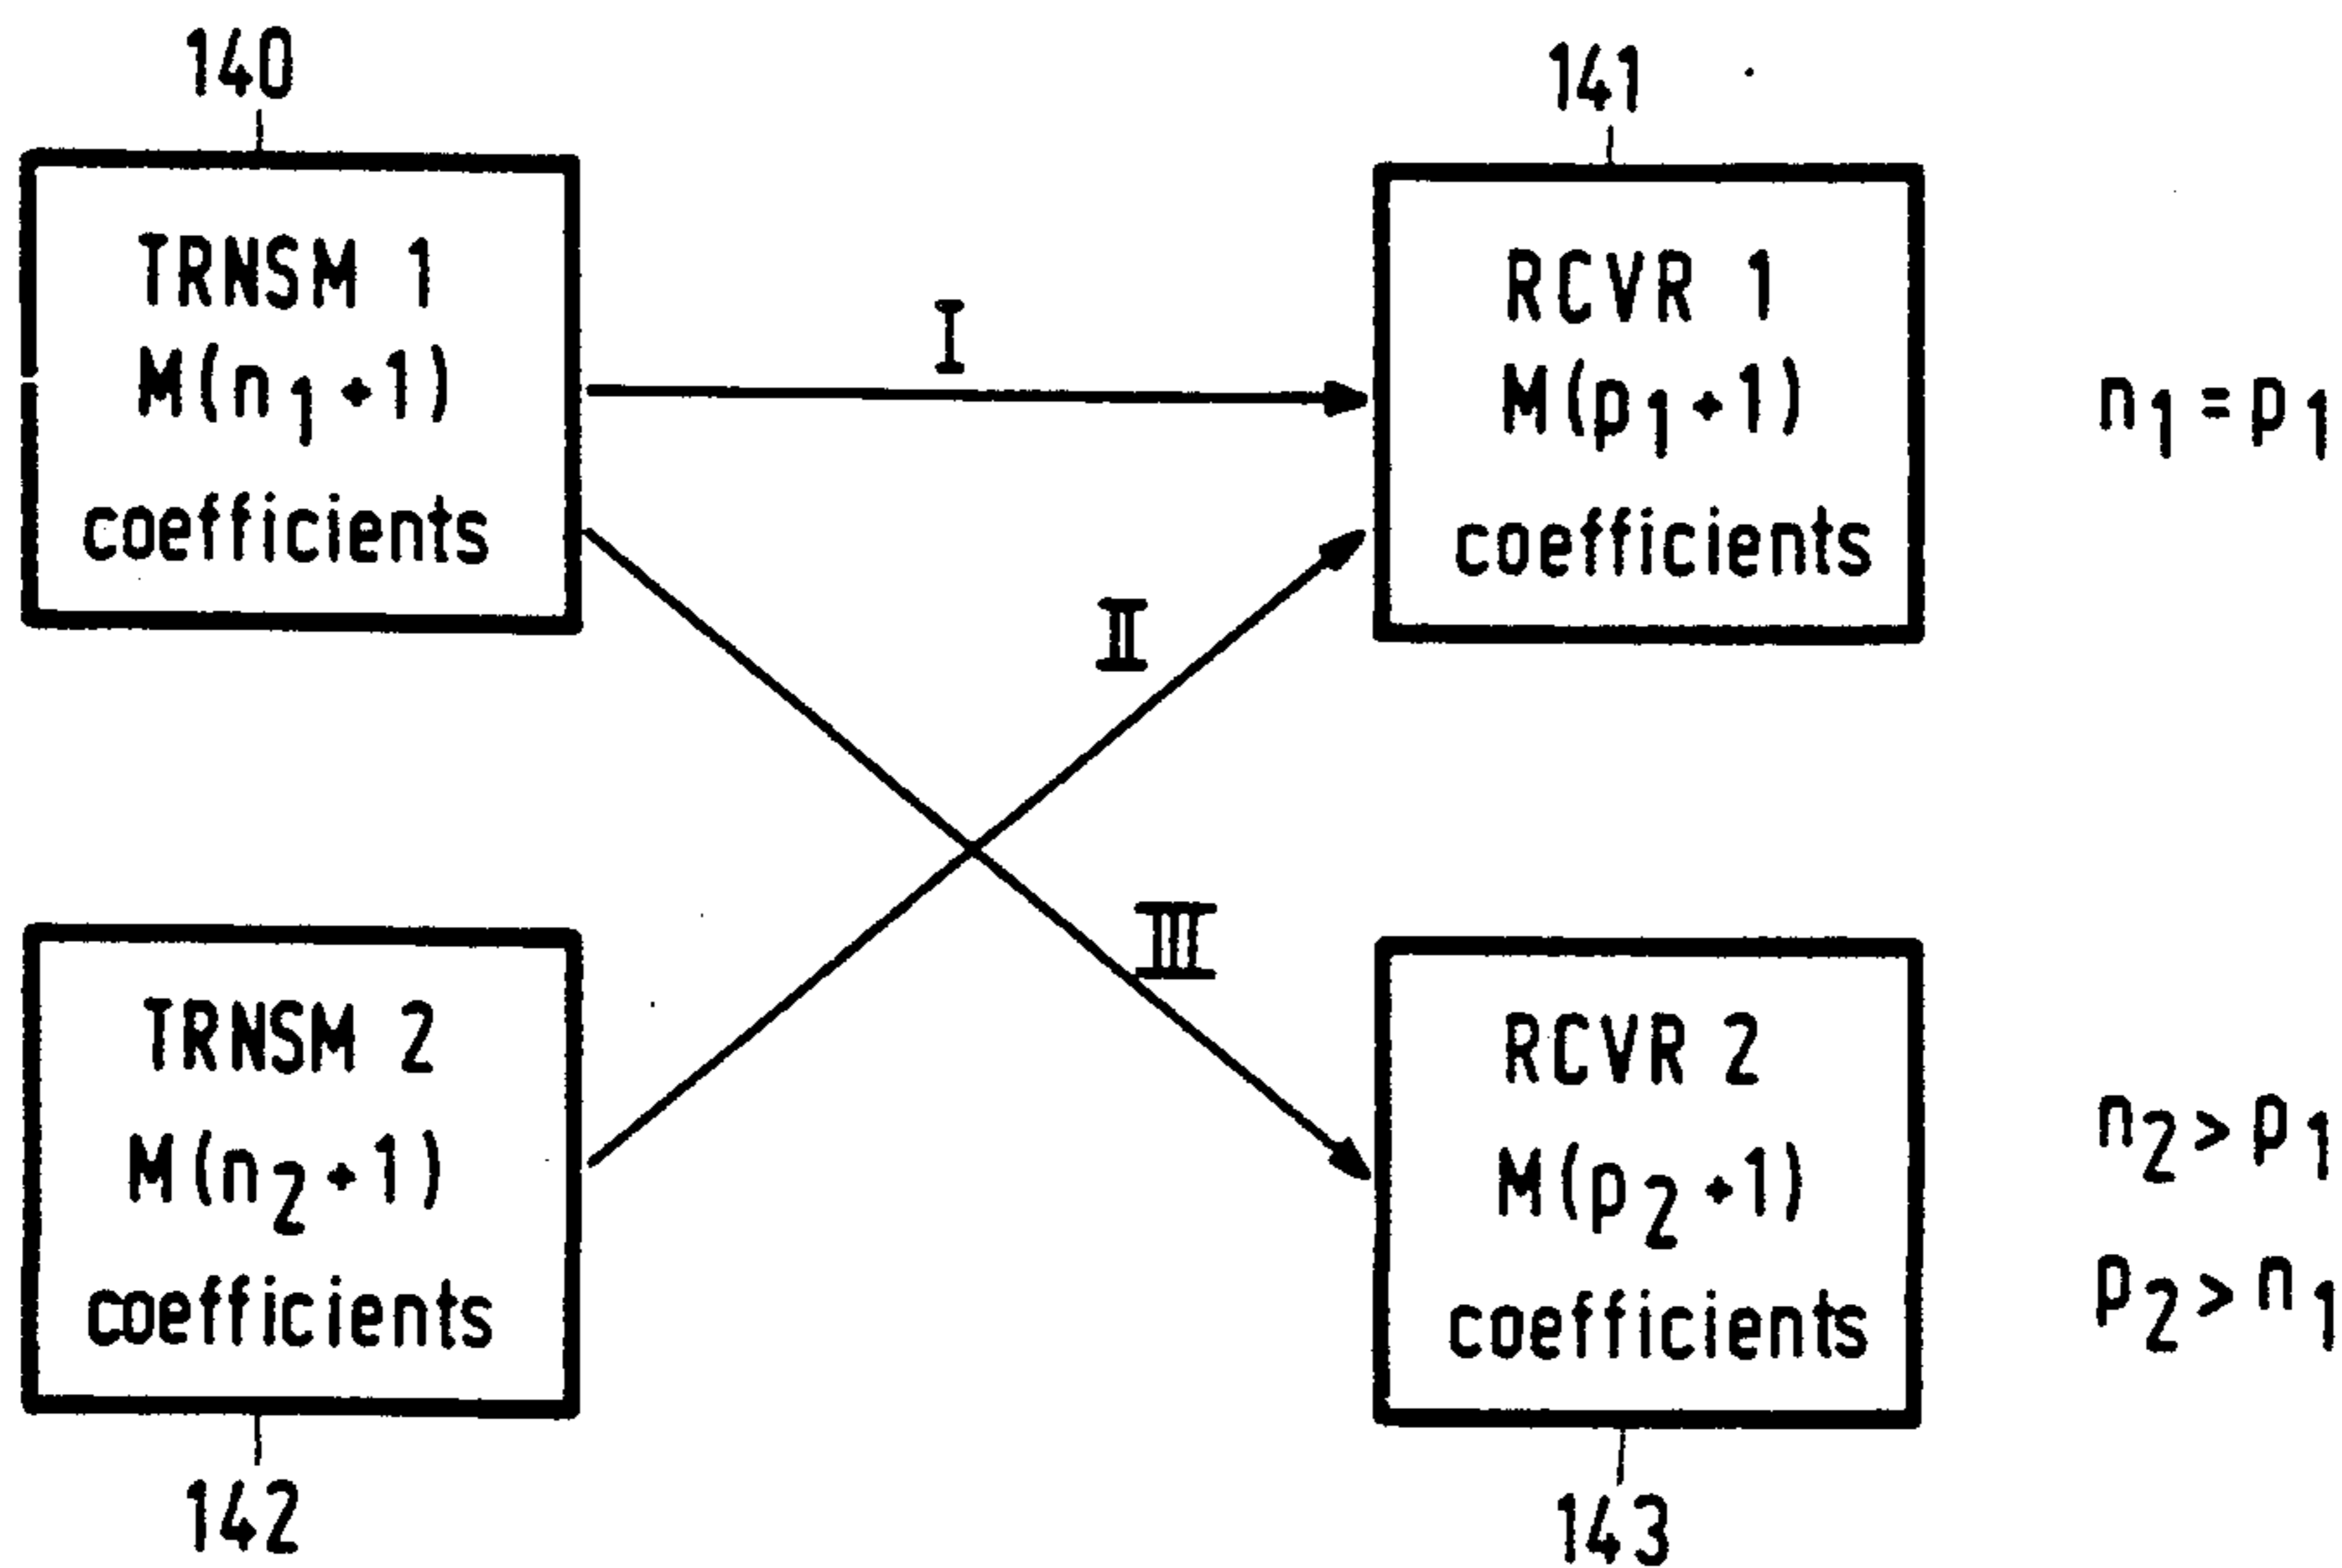 140
TRNSM 1
M(n₁+1)
coefficients
I
141
RCVR 1
M(p₁+1)
coefficients
n₁=p₁
II
III
TRNSM 2
M(n₂+1)
coefficients
142
RCVR 2
M(p₂+1)
coefficients
143
n₂>p₁
p₂>n₁